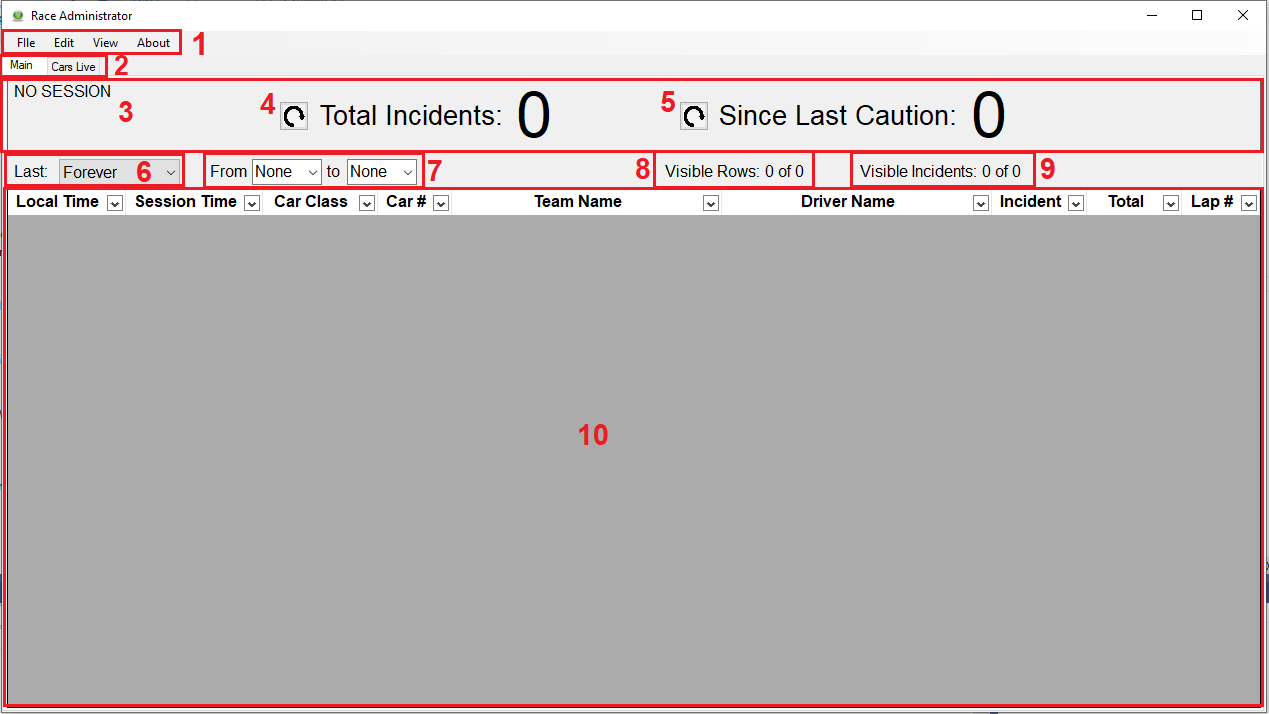 Race Administrator
FIle Edit View About 1
Main Cars Live 2
NO SESSION 3
4 Total Incidents: 0
5 Since Last Caution: 0
Last: Forever 6
From None to None 7
8 Visible Rows: 0 of 0
Visible Incidents: 0 of 0 9
Local Time Session Time Car Class Car # Team Name Driver Name Incident Total Lap #
10